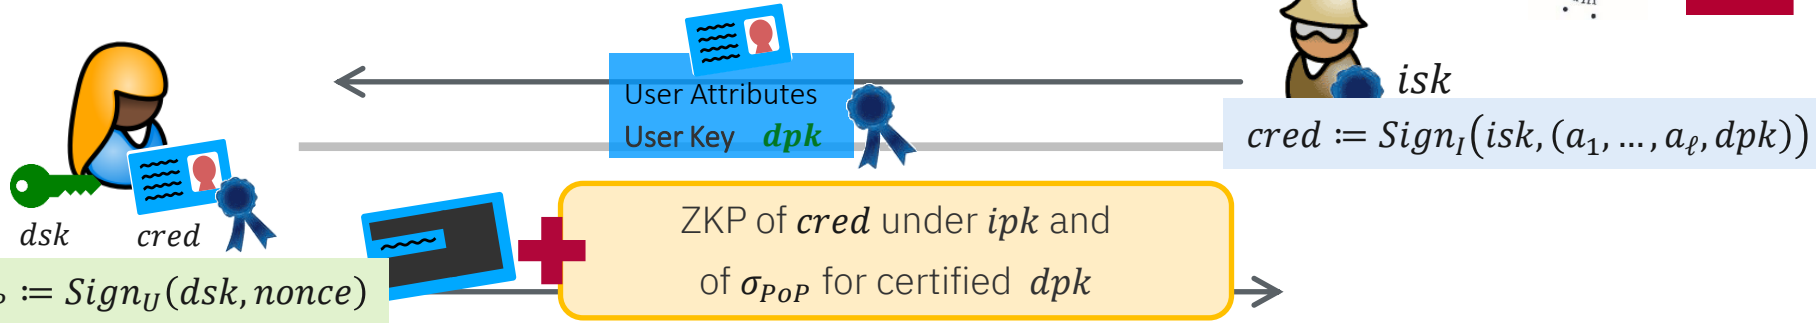 User Attributes
isk
User Key dpk
cred ≔ Sign_I(isk, (a_1, …, a_ℓ, dpk))
dsk cred
ZKP of cred under ipk and
of σ_PoP for certified dpk
≔ Sign_U(dsk, nonce)